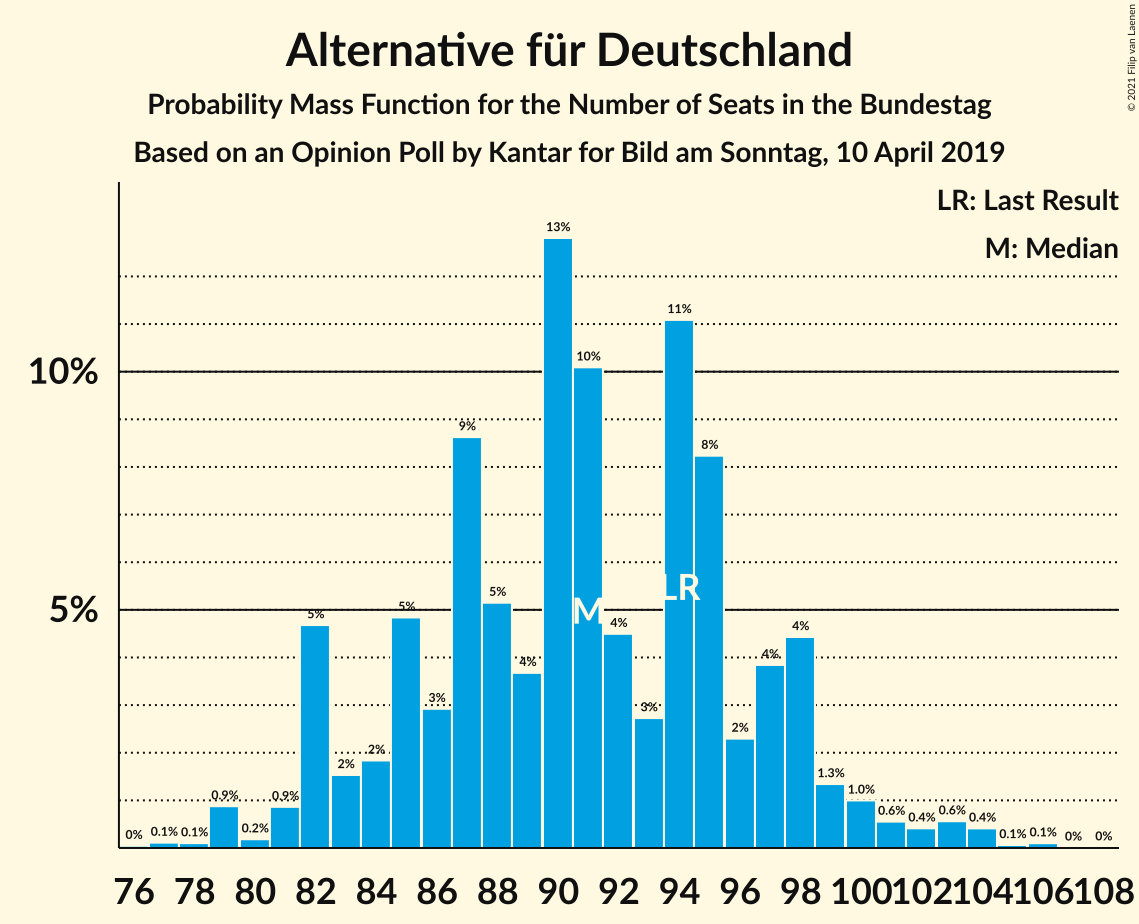 Alternative für Deutschland
Probability Mass Function for the Number of Seats in the Bundestag
Based on an Opinion Poll by Kantar for Bild am Sonntag, 10 April 2019
© 2021 Filip van Laenen
LR: Last Result
M: Median
10%
5%
0% 0.1% 0.1% 0.9% 0.2% 0.9% 5% 2% 2% 5% 3% 9% 5% 4% 13% 10% 4% 3% 11% 8% 2% 4% 4% 1.3% 1.0% 0.6% 0.4% 0.6% 0.4% 0.1% 0.1% 0% 0%
M LR
76 78 80 82 84 86 88 90 92 94 96 98 100 102 104 106 108